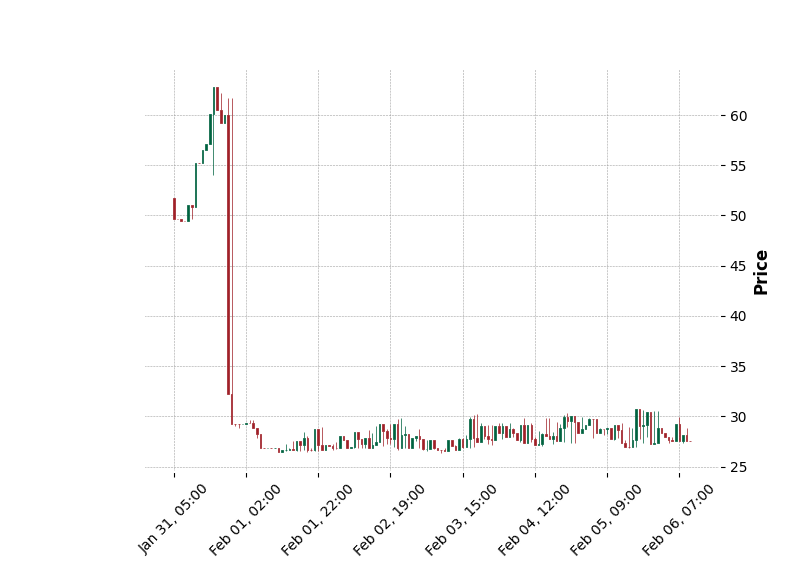 60
55
50
45
40
35
30
25
Price
Jan 31, 05:00
Feb 01, 02:00
Feb 01, 22:00
Feb 02, 19:00
Feb 03, 15:00
Feb 04, 12:00
Feb 05, 09:00
Feb 06, 07:00